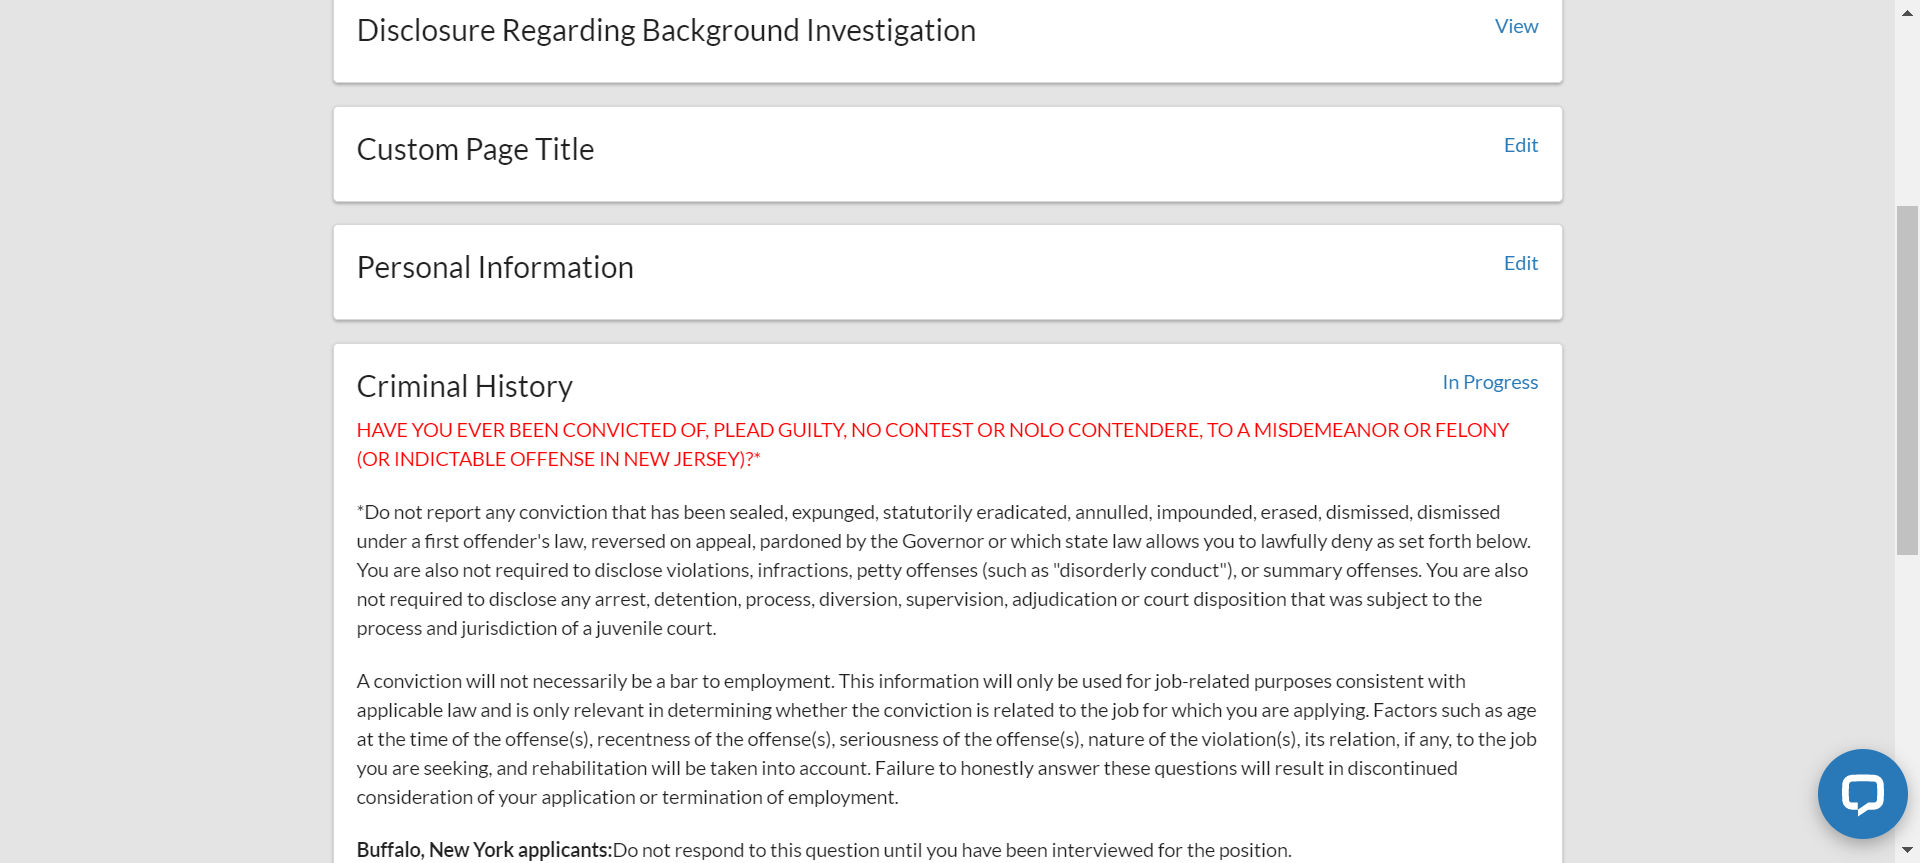 Disclosure Regarding Background Investigation
View
Custom Page Title
Edit
Personal Information
Edit
Criminal History
In Progress
HAVE YOU EVER BEEN CONVICTED OF, PLEAD GUILTY, NO CONTEST OR NOLO CONTENDERE, TO A MISDEMEANOR OR FELONY
(OR INDICTABLE OFFENSE IN NEW JERSEY)?*
*Do not report any conviction that has been sealed, expunged, statutorily eradicated, annulled, impounded, erased, dismissed, dismissed
under a first offender's law, reversed on appeal, pardoned by the Governor or which state law allows you to lawfully deny as set forth below.
You are also not required to disclose violations, infractions, petty offenses (such as "disorderly conduct"), or summary offenses. You are also
not required to disclose any arrest, detention, process, diversion, supervision, adjudication or court disposition that was subject to the
process and jurisdiction of a juvenile court.
A conviction will not necessarily be a bar to employment. This information will only be used for job-related purposes consistent with
applicable law and is only relevant in determining whether the conviction is related to the job for which you are applying. Factors such as age
at the time of the offense(s), recentness of the offense(s), seriousness of the offense(s), nature of the violation(s), its relation, if any, to the job
you are seeking, and rehabilitation will be taken into account. Failure to honestly answer these questions will result in discontinued
consideration of your application or termination of employment.
Buffalo, New York applicants:Do not respond to this question until you have been interviewed for the position.